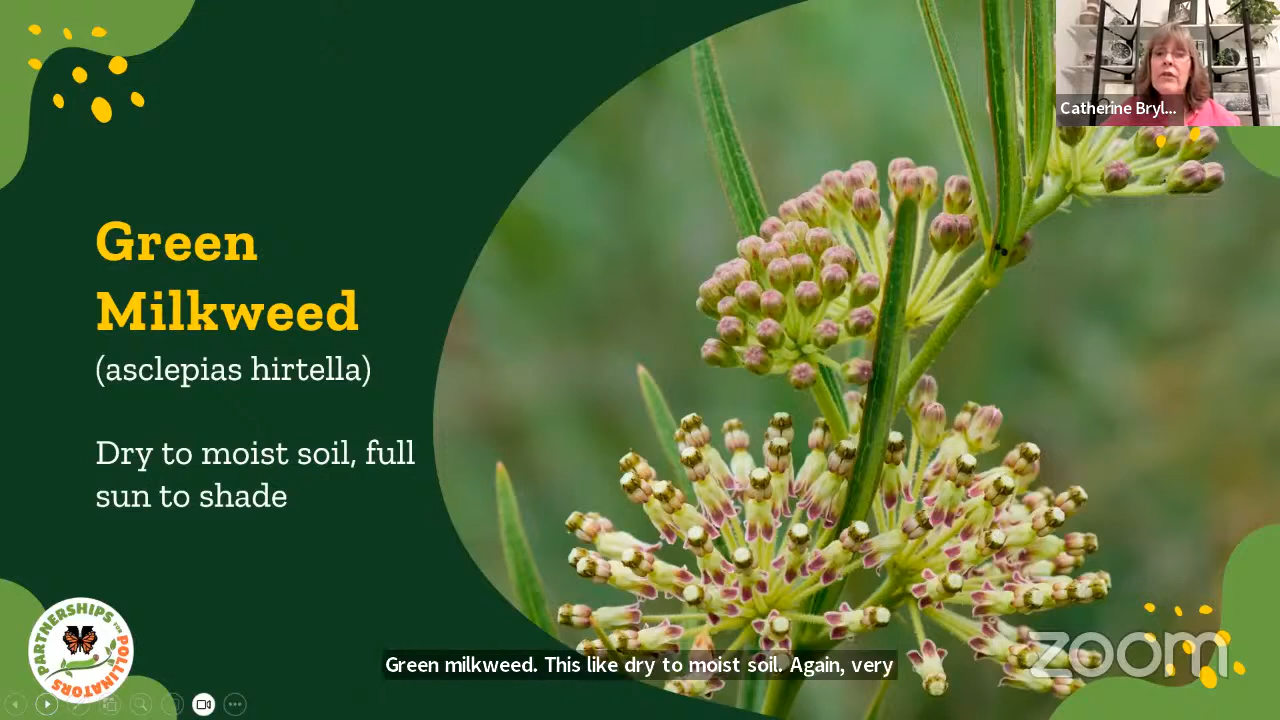 Catherine Bryl...
Green
Milkweed
(asclepias hirtella)
Dry to moist soil, full
sun to shade
PARTNERSHIPS FOR
POLLINATORS
Green milkweed. This like dry to moist soil. Again, very
zoom